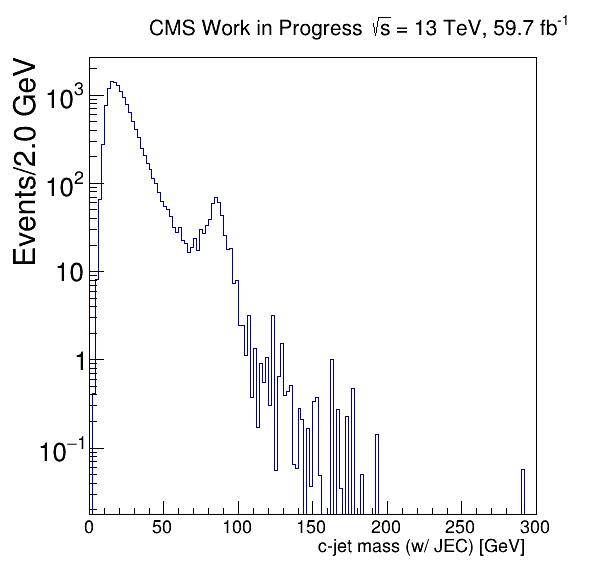 CMS Work in Progress √s = 13 TeV, 59.7 fb⁻¹
Events/2.0 GeV
10³
10²
10
1
10⁻¹
0 50 100 150 200 250 300
c-jet mass (w/ JEC) [GeV]